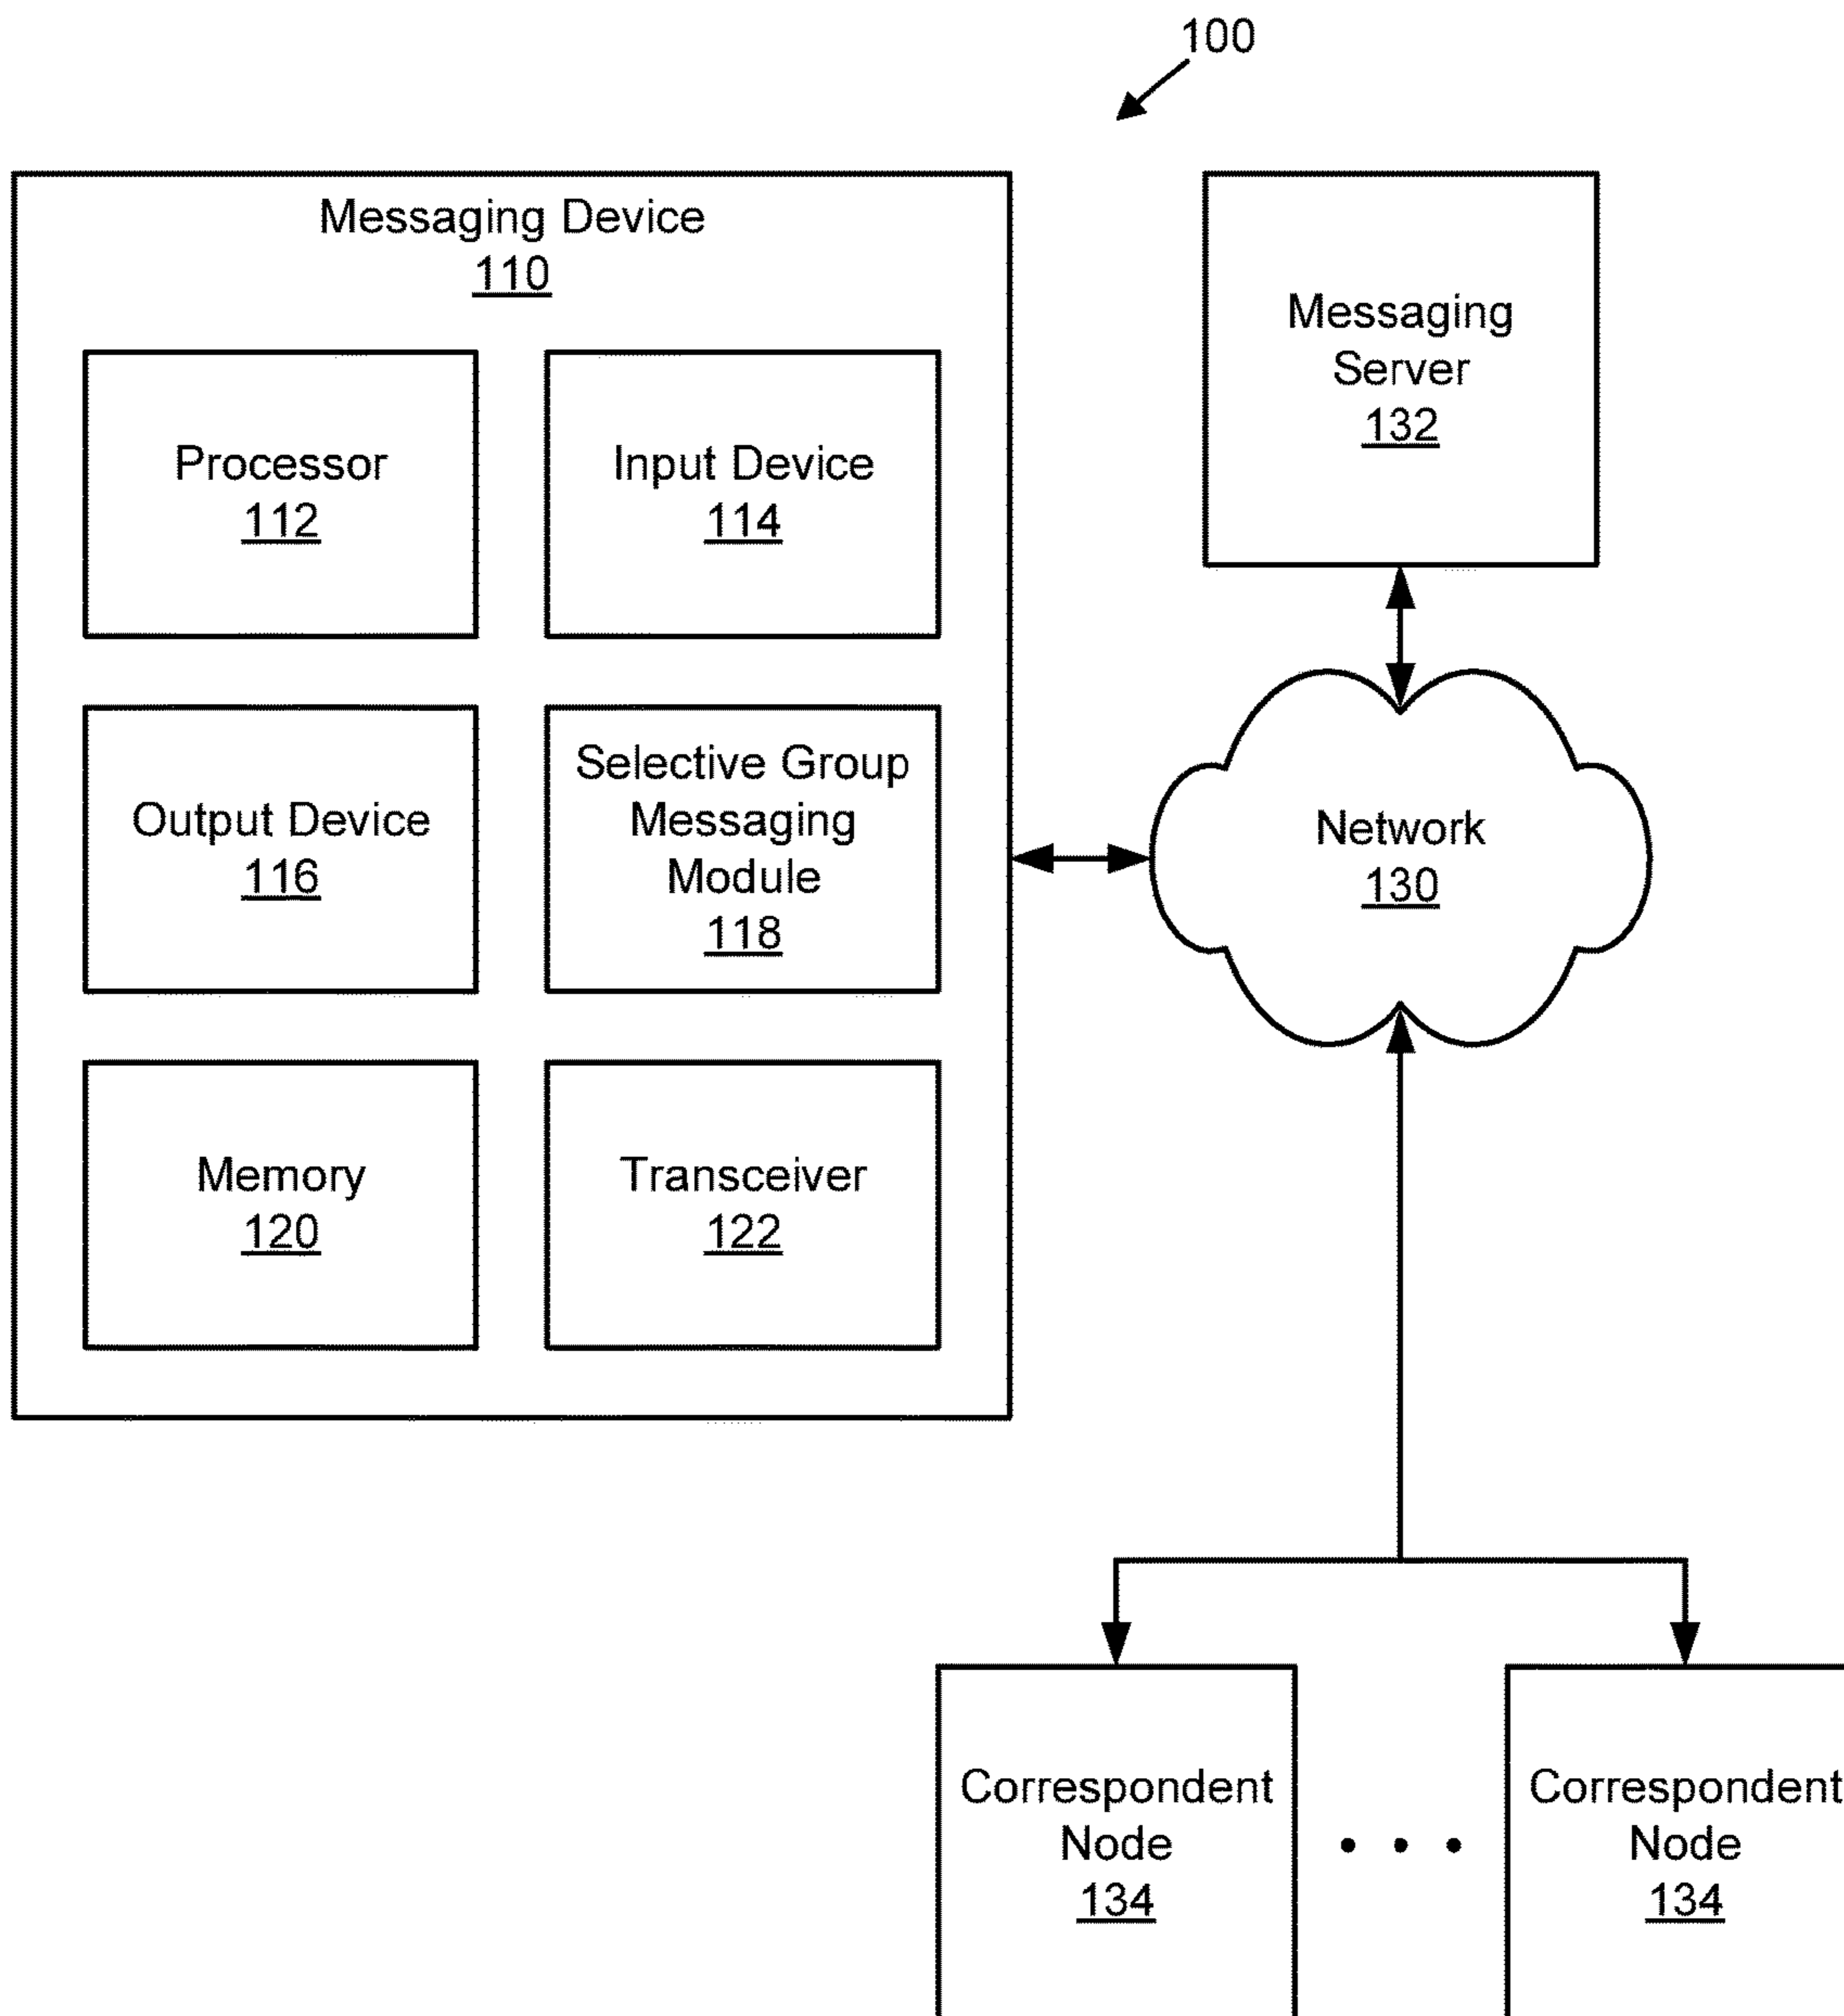 100
Messaging Device
110
Processor
112
Input Device
114
Output Device
116
Selective Group
Messaging
Module
118
Memory
120
Transceiver
122
Messaging
Server
132
Network
130
Correspondent
Node
134
Correspondent
Node
134